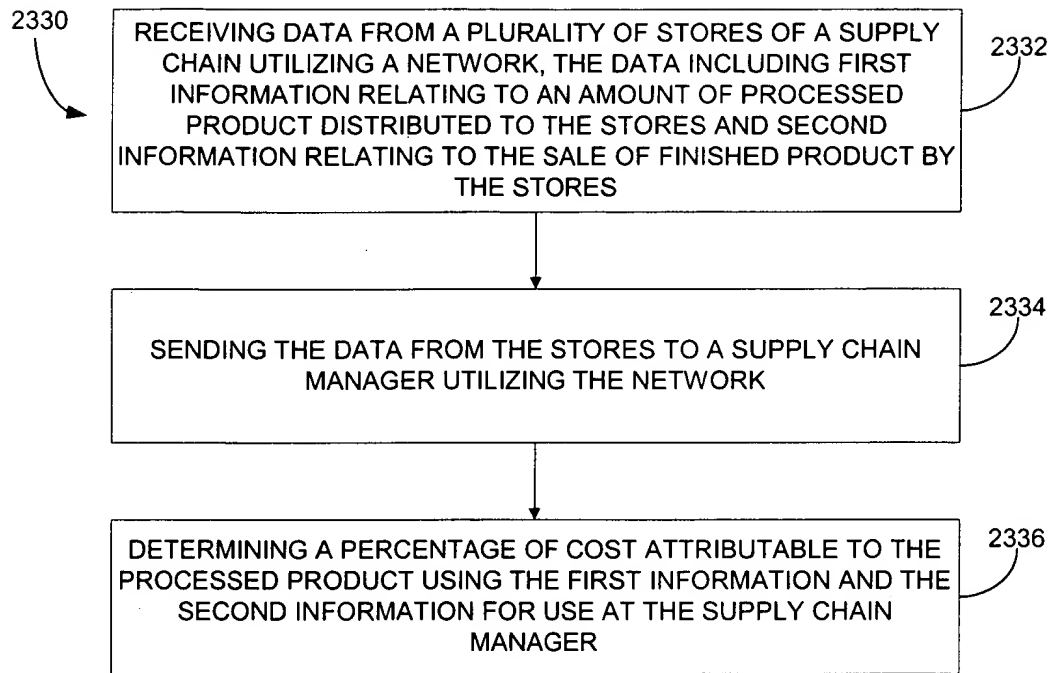 2330
RECEIVING DATA FROM A PLURALITY OF STORES OF A SUPPLY
CHAIN UTILIZING A NETWORK, THE DATA INCLUDING FIRST
INFORMATION RELATING TO AN AMOUNT OF PROCESSED
PRODUCT DISTRIBUTED TO THE STORES AND SECOND
INFORMATION RELATING TO THE SALE OF FINISHED PRODUCT BY
THE STORES
2332
SENDING THE DATA FROM THE STORES TO A SUPPLY CHAIN
MANAGER UTILIZING THE NETWORK
2334
DETERMINING A PERCENTAGE OF COST ATTRIBUTABLE TO THE
PROCESSED PRODUCT USING THE FIRST INFORMATION AND THE
SECOND INFORMATION FOR USE AT THE SUPPLY CHAIN
MANAGER
2336